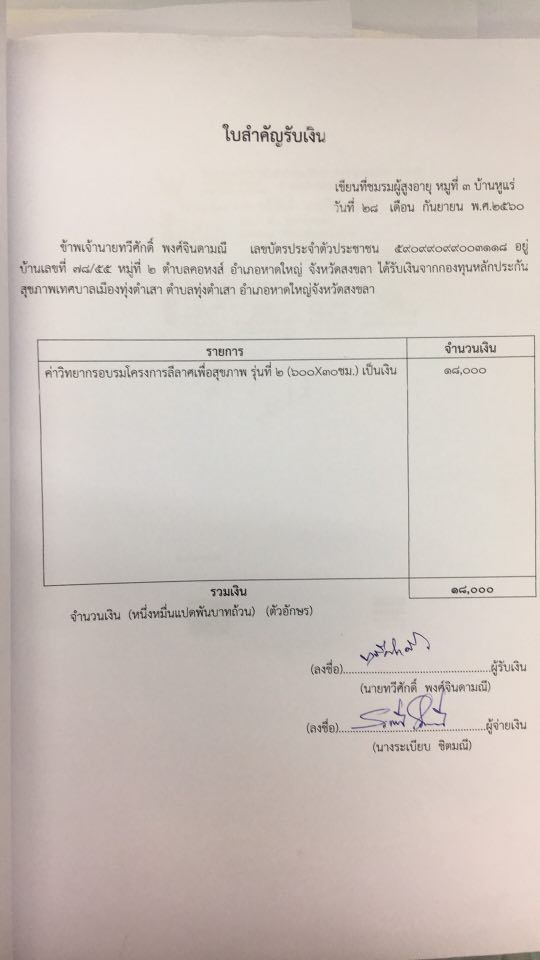 ใบสำคัญรับเงิน
เขียนที่ชมรมผู้สูงอายุ หมู่ที่ ๓ บ้านหูแร่
วันที่ ๒๘ เดือน กันยายน พ.ศ.๒๕๖๐
ข้าพเจ้านายทวีศักดิ์ พงศ์จินดามณี เลขบัตรประจำตัวประชาชน ๕๙๐๙๙๐๙๙๐๐๓๑๑๘ อยู่
บ้านเลขที่ ๗๘/๕๕ หมู่ที่ ๒ ตำบลคอหงส์ อำเภอหาดใหญ่ จังหวัดสงขลา ได้รับเงินจากกองทุนหลักประกัน
สุขภาพเทศบาลเมืองทุ่งตำเสา ตำบลทุ่งตำเสา อำเภอหาดใหญ่จังหวัดสงขลา
รายการ จำนวนเงิน
ค่าวิทยากรอบรมโครงการลีลาศเพื่อสุขภาพ รุ่นที่ ๒ (๖๐๐X๓๐ชม.) เป็นเงิน ๑๘,๐๐๐
รวมเงิน ๑๘,๐๐๐
จำนวนเงิน (หนึ่งหมื่นแปดพันบาทถ้วน) (ตัวอักษร)
(ลงชื่อ)....................................................ผู้รับเงิน
(นายทวีศักดิ์ พงศ์จินดามณี)
(ลงชื่อ)....................................................ผู้จ่ายเงิน
(นางระเบียบ ชิตมณี)